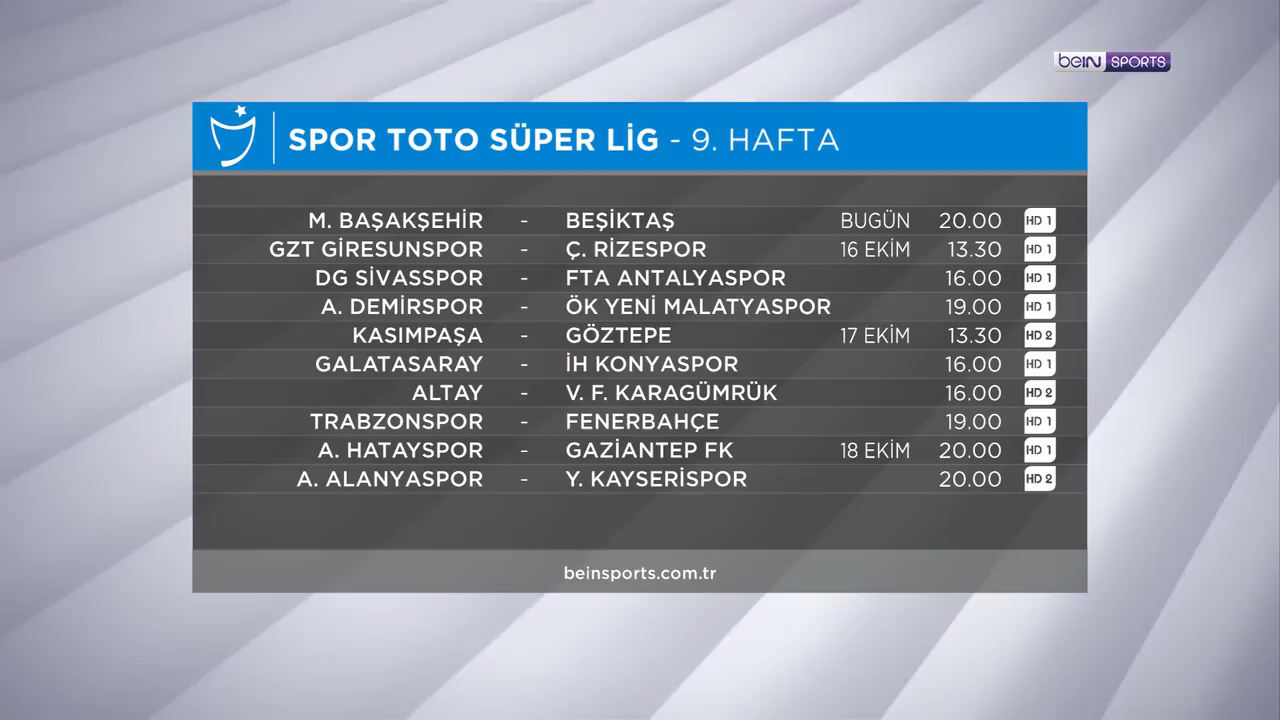 beIN SPORTS
SPOR TOTO SÜPER LİG - 9. HAFTA
M. BAŞAKŞEHİR - BEŞİKTAŞ BUGÜN 20.00 HD 1
GZT GİRESUNSPOR - Ç. RİZESPOR 16 EKİM 13.30 HD 1
DG SİVASSPOR - FTA ANTALYASPOR 16.00 HD 1
A. DEMİRSPOR - ÖK YENİ MALATYASPOR 19.00 HD 1
KASIMPAŞA - GÖZTEPE 17 EKİM 13.30 HD 2
GALATASARAY - İH KONYASPOR 16.00 HD 1
ALTAY - V. F. KARAGÜMRÜK 16.00 HD 2
TRABZONSPOR - FENERBAHÇE 19.00 HD 1
A. HATAYSPOR - GAZİANTEP FK 18 EKİM 20.00 HD 1
A. ALANYASPOR - Y. KAYSERİSPOR 20.00 HD 2
beinsports.com.tr